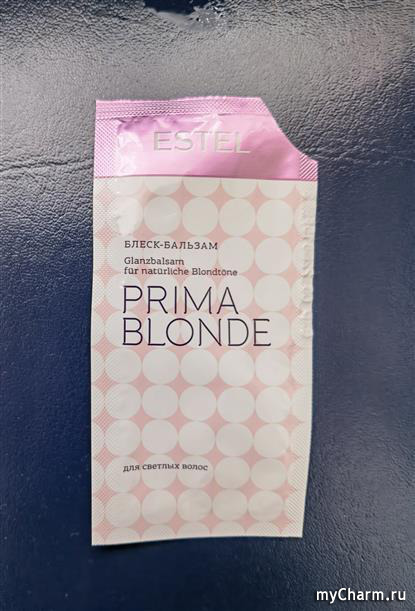 ESTEL
БЛЕСК-БАЛЬЗАМ
Glanzbalsam
für natürliche Blondtöne
PRIMA
BLONDE
для светлых волос
myCharm.ru